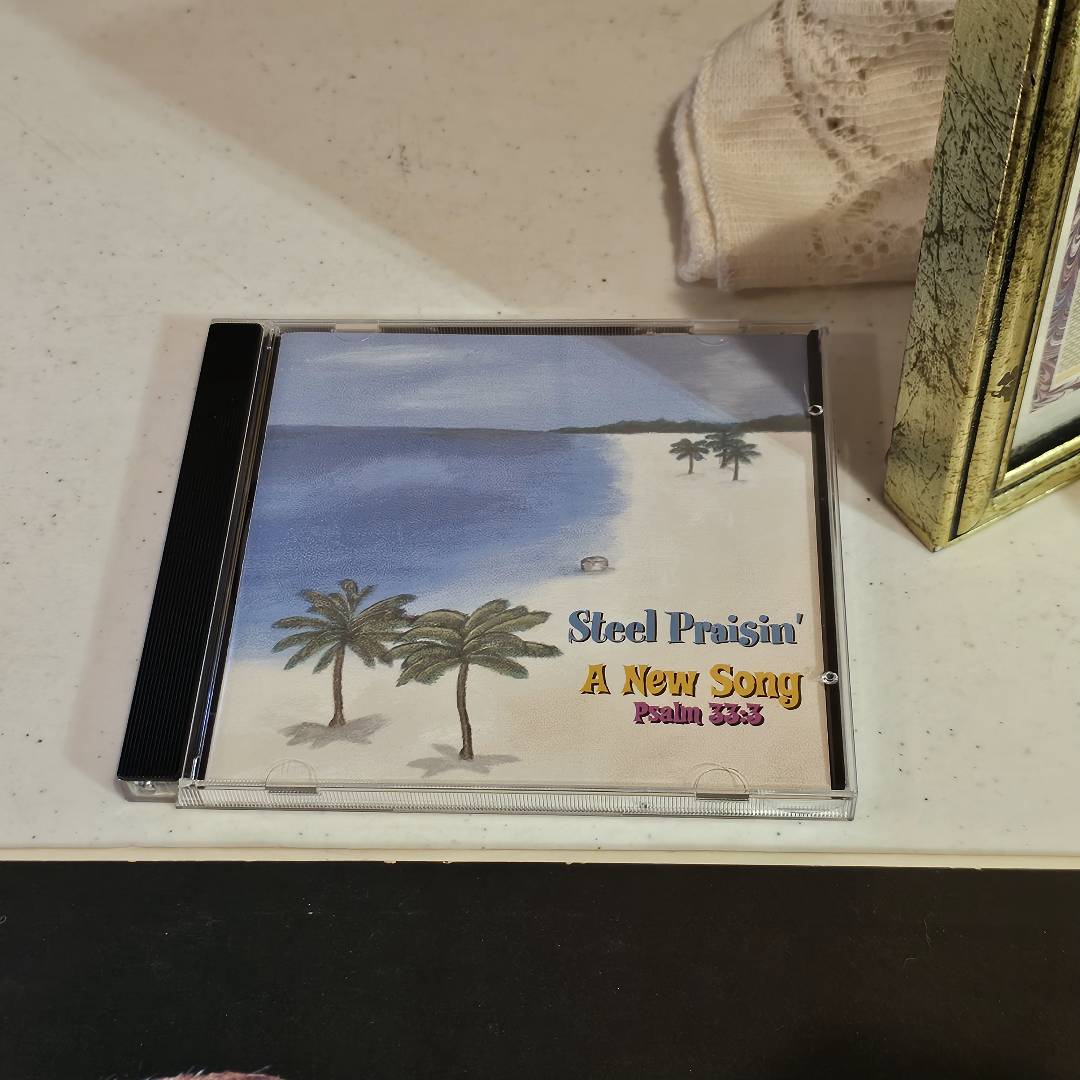 Steel Praisin'
A New Song
Psalm 33:3